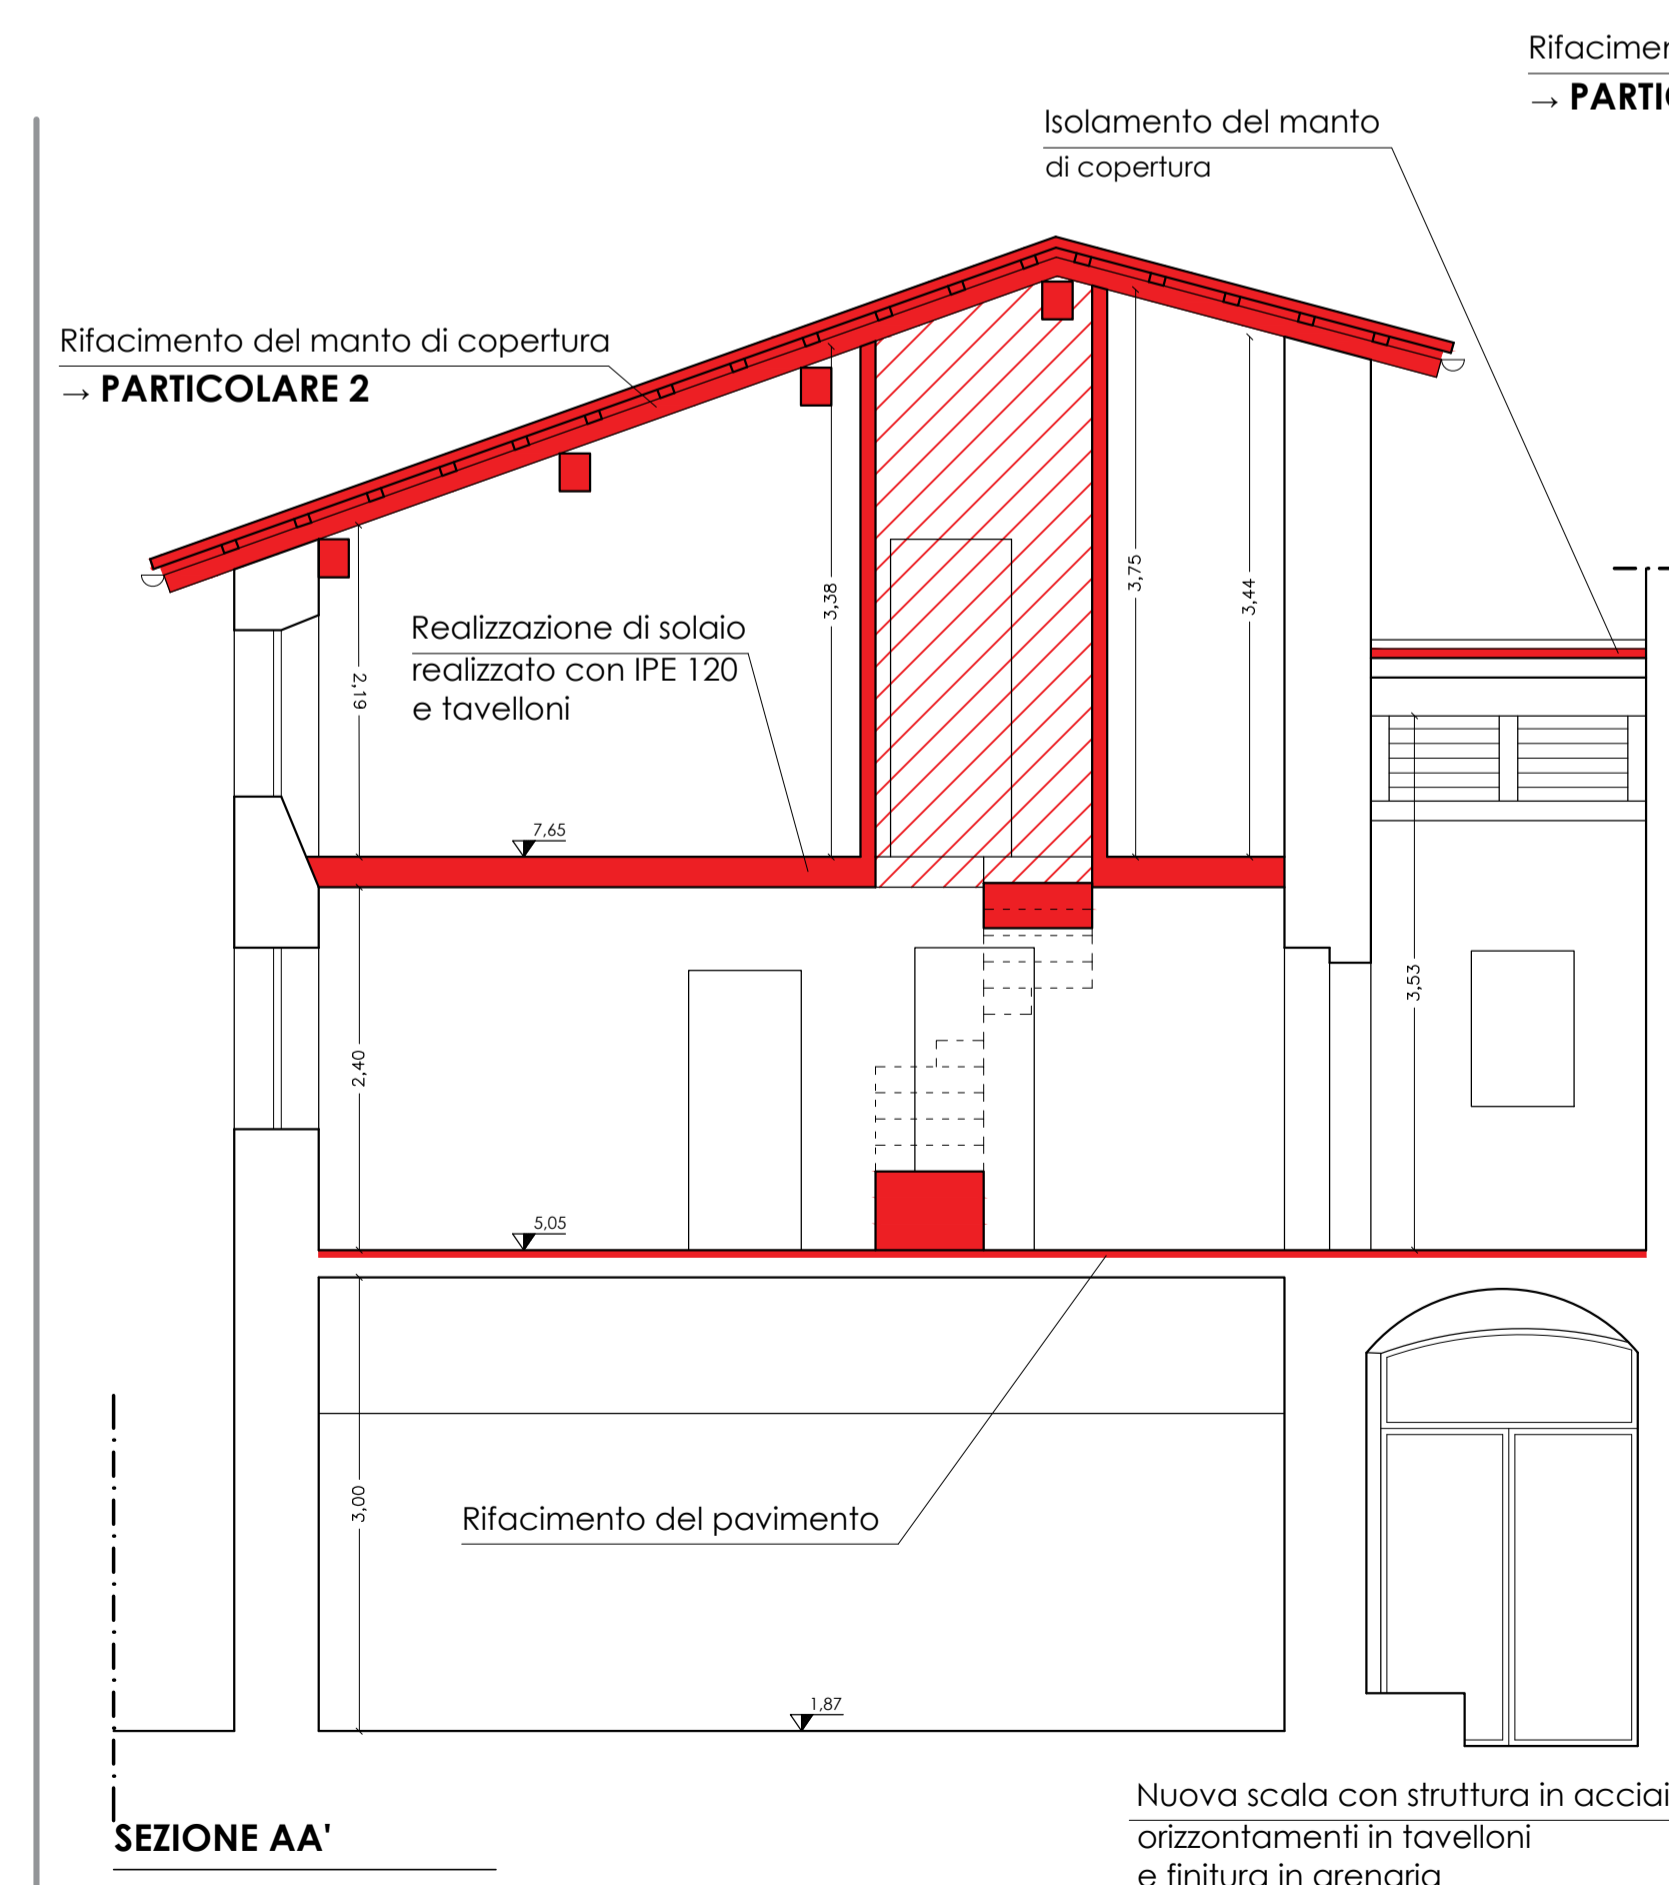 Rifacimen
→ PARTIC
Isolamento del manto
di copertura
Rifacimento del manto di copertura
→ PARTICOLARE 2
Realizzazione di solaio
realizzato con IPE 120
e tavelloni
2,19
3,38
3,75
3,44
7,65
2,40
3,53
5,05
3,00
Rifacimento del pavimento
1,87
SEZIONE AA'
Nuova scala con struttura in acciai
orizzontamenti in tavelloni
e finitura in arenaria